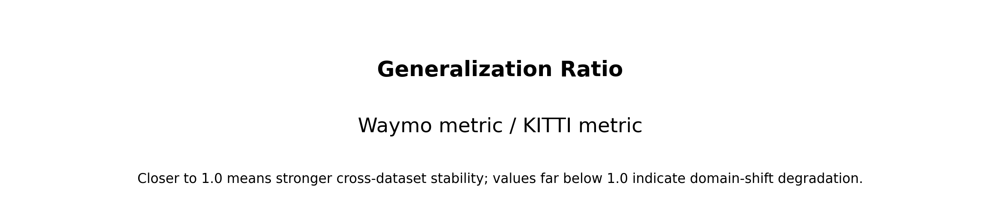 Generalization Ratio
Waymo metric / KITTI metric
Closer to 1.0 means stronger cross-dataset stability; values far below 1.0 indicate domain-shift degradation.